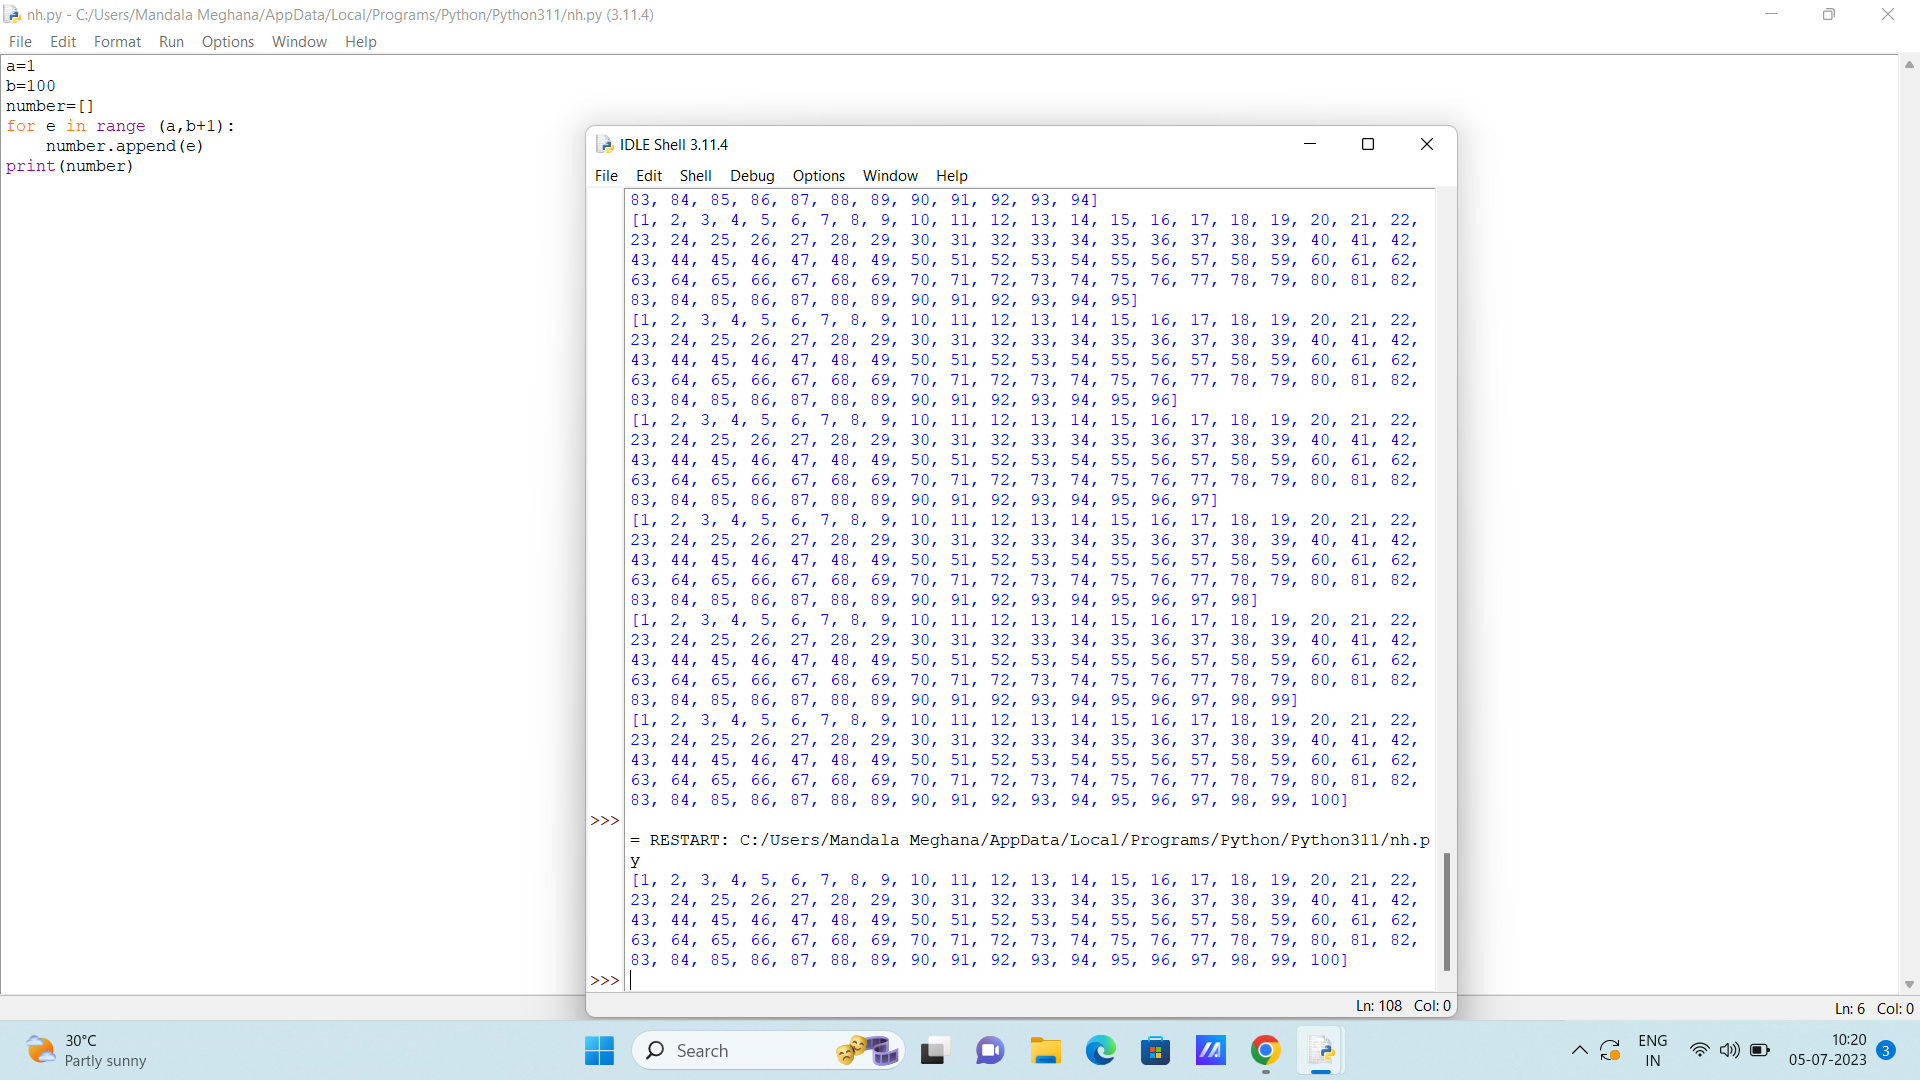 nh.py - C:/Users/Mandala Meghana/AppData/Local/Programs/Python/Python311/nh.py (3.11.4)
File Edit Format Run Options Window Help
a=1
b=100
number=[]
for e in range (a,b+1):
    number.append(e)
print(number)
IDLE Shell 3.11.4
File Edit Shell Debug Options Window Help
83, 84, 85, 86, 87, 88, 89, 90, 91, 92, 93, 94]
[1, 2, 3, 4, 5, 6, 7, 8, 9, 10, 11, 12, 13, 14, 15, 16, 17, 18, 19, 20, 21, 22,
23, 24, 25, 26, 27, 28, 29, 30, 31, 32, 33, 34, 35, 36, 37, 38, 39, 40, 41, 42,
43, 44, 45, 46, 47, 48, 49, 50, 51, 52, 53, 54, 55, 56, 57, 58, 59, 60, 61, 62,
63, 64, 65, 66, 67, 68, 69, 70, 71, 72, 73, 74, 75, 76, 77, 78, 79, 80, 81, 82,
83, 84, 85, 86, 87, 88, 89, 90, 91, 92, 93, 94, 95]
[1, 2, 3, 4, 5, 6, 7, 8, 9, 10, 11, 12, 13, 14, 15, 16, 17, 18, 19, 20, 21, 22,
23, 24, 25, 26, 27, 28, 29, 30, 31, 32, 33, 34, 35, 36, 37, 38, 39, 40, 41, 42,
43, 44, 45, 46, 47, 48, 49, 50, 51, 52, 53, 54, 55, 56, 57, 58, 59, 60, 61, 62,
63, 64, 65, 66, 67, 68, 69, 70, 71, 72, 73, 74, 75, 76, 77, 78, 79, 80, 81, 82,
83, 84, 85, 86, 87, 88, 89, 90, 91, 92, 93, 94, 95, 96]
[1, 2, 3, 4, 5, 6, 7, 8, 9, 10, 11, 12, 13, 14, 15, 16, 17, 18, 19, 20, 21, 22,
23, 24, 25, 26, 27, 28, 29, 30, 31, 32, 33, 34, 35, 36, 37, 38, 39, 40, 41, 42,
43, 44, 45, 46, 47, 48, 49, 50, 51, 52, 53, 54, 55, 56, 57, 58, 59, 60, 61, 62,
63, 64, 65, 66, 67, 68, 69, 70, 71, 72, 73, 74, 75, 76, 77, 78, 79, 80, 81, 82,
83, 84, 85, 86, 87, 88, 89, 90, 91, 92, 93, 94, 95, 96, 97]
[1, 2, 3, 4, 5, 6, 7, 8, 9, 10, 11, 12, 13, 14, 15, 16, 17, 18, 19, 20, 21, 22,
23, 24, 25, 26, 27, 28, 29, 30, 31, 32, 33, 34, 35, 36, 37, 38, 39, 40, 41, 42,
43, 44, 45, 46, 47, 48, 49, 50, 51, 52, 53, 54, 55, 56, 57, 58, 59, 60, 61, 62,
63, 64, 65, 66, 67, 68, 69, 70, 71, 72, 73, 74, 75, 76, 77, 78, 79, 80, 81, 82,
83, 84, 85, 86, 87, 88, 89, 90, 91, 92, 93, 94, 95, 96, 97, 98]
[1, 2, 3, 4, 5, 6, 7, 8, 9, 10, 11, 12, 13, 14, 15, 16, 17, 18, 19, 20, 21, 22,
23, 24, 25, 26, 27, 28, 29, 30, 31, 32, 33, 34, 35, 36, 37, 38, 39, 40, 41, 42,
43, 44, 45, 46, 47, 48, 49, 50, 51, 52, 53, 54, 55, 56, 57, 58, 59, 60, 61, 62,
63, 64, 65, 66, 67, 68, 69, 70, 71, 72, 73, 74, 75, 76, 77, 78, 79, 80, 81, 82,
83, 84, 85, 86, 87, 88, 89, 90, 91, 92, 93, 94, 95, 96, 97, 98, 99]
[1, 2, 3, 4, 5, 6, 7, 8, 9, 10, 11, 12, 13, 14, 15, 16, 17, 18, 19, 20, 21, 22,
23, 24, 25, 26, 27, 28, 29, 30, 31, 32, 33, 34, 35, 36, 37, 38, 39, 40, 41, 42,
43, 44, 45, 46, 47, 48, 49, 50, 51, 52, 53, 54, 55, 56, 57, 58, 59, 60, 61, 62,
63, 64, 65, 66, 67, 68, 69, 70, 71, 72, 73, 74, 75, 76, 77, 78, 79, 80, 81, 82,
83, 84, 85, 86, 87, 88, 89, 90, 91, 92, 93, 94, 95, 96, 97, 98, 99, 100]
>>>
= RESTART: C:/Users/Mandala Meghana/AppData/Local/Programs/Python/Python311/nh.p
y
[1, 2, 3, 4, 5, 6, 7, 8, 9, 10, 11, 12, 13, 14, 15, 16, 17, 18, 19, 20, 21, 22,
23, 24, 25, 26, 27, 28, 29, 30, 31, 32, 33, 34, 35, 36, 37, 38, 39, 40, 41, 42,
43, 44, 45, 46, 47, 48, 49, 50, 51, 52, 53, 54, 55, 56, 57, 58, 59, 60, 61, 62,
63, 64, 65, 66, 67, 68, 69, 70, 71, 72, 73, 74, 75, 76, 77, 78, 79, 80, 81, 82,
83, 84, 85, 86, 87, 88, 89, 90, 91, 92, 93, 94, 95, 96, 97, 98, 99, 100]
>>>
Ln: 108 Col: 0
Ln: 6 Col: 0
30°C
Partly sunny
Search
ENG
IN
10:20
05-07-2023
3